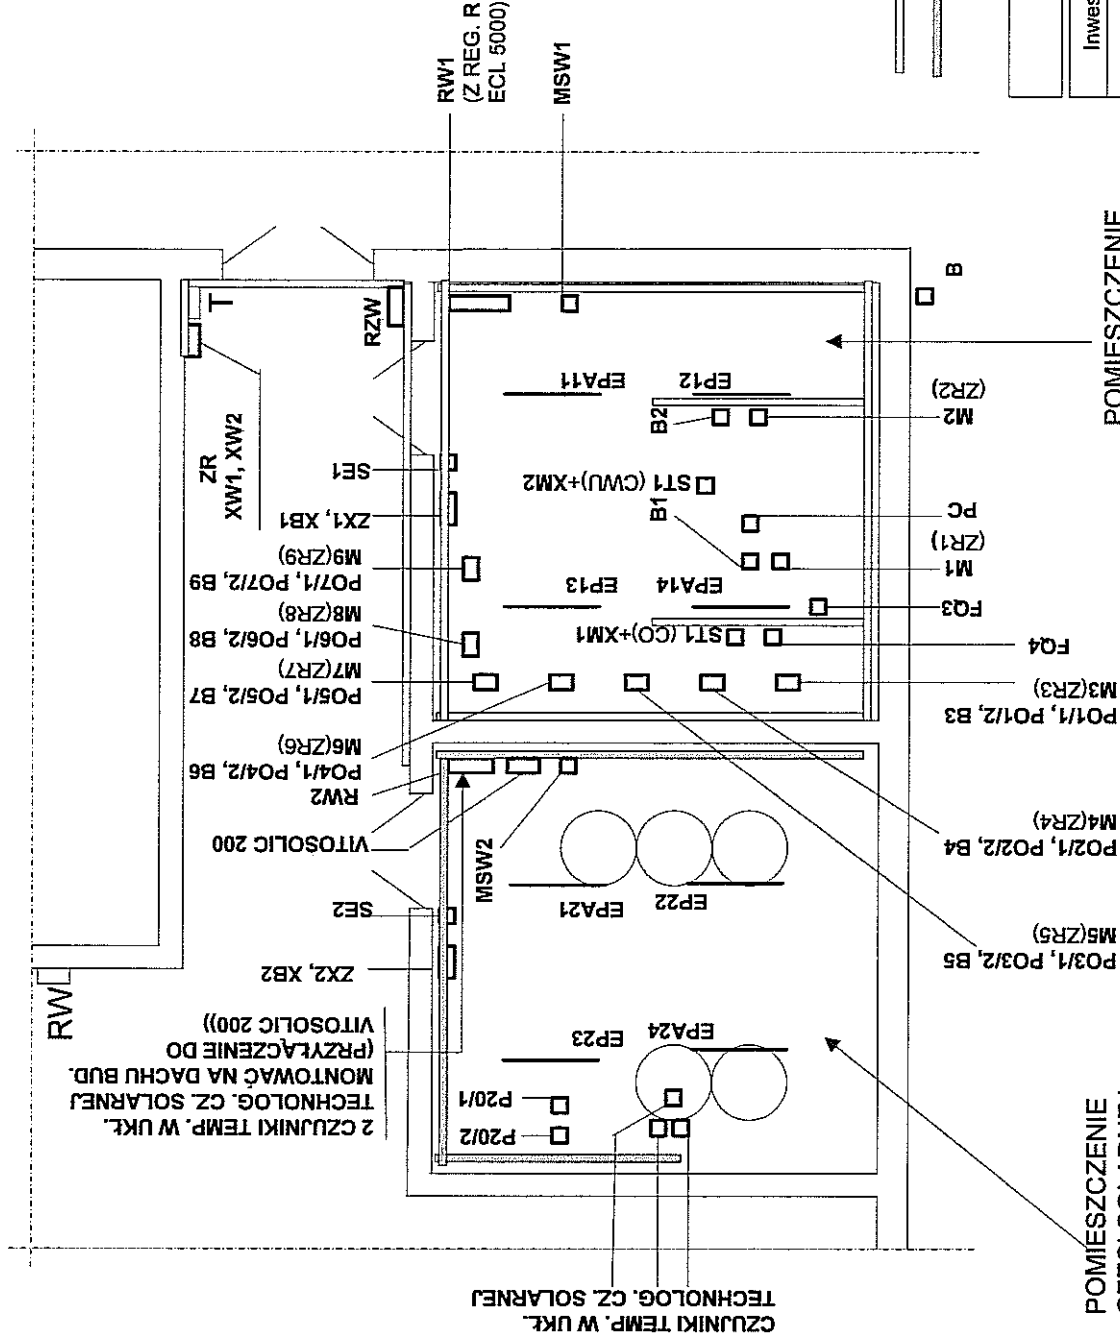 RW1
(Z REG. R
ECL 5000)
MSW1
Inwes
T
ZR
XW1, XW2
RZW
SE1
ZX1, XB1
M9(ZR9)
PO7/1, PO7/2, B9
M8(ZR8)
PO6/1, PO6/2, B8
M7(ZR7)
PO5/1, PO5/2, B7
M6(ZR6)
PO4/1, PO4/2, B6
RW2
VITOSOLIC 200
SE2
ZX2, XB2
RW
2 CZUJNIKI TEMP. W UKŁ.
TECHNOLOG. CZ. SOLARNEJ
MONTOWAĆ NA DACHU BUD.
(PRZYŁĄCZENIE DO
VITOSOLIC 200))
EPA11
EP12
B2
ST1 (CWU)+XM2
B1
EP13
EPA14
ST1 (CO)+XM1
MSW2
EPA21
EP22
EP23
EPA24
P20/1
P20/2
B
M2
(ZR2)
PC
M1
(ZR1)
FQ3
FQ4
PO1/1, PO1/2, B3
M3(ZR3)
PO2/1, PO2/2, B4
M4(ZR4)
PO3/1, PO3/2, B5
M5(ZR5)
CZUJNIKI TEMP. W UKŁ.
TECHNOLOG. CZ. SOLARNEJ
POMIESZCZENIE
POMIESZCZENIE